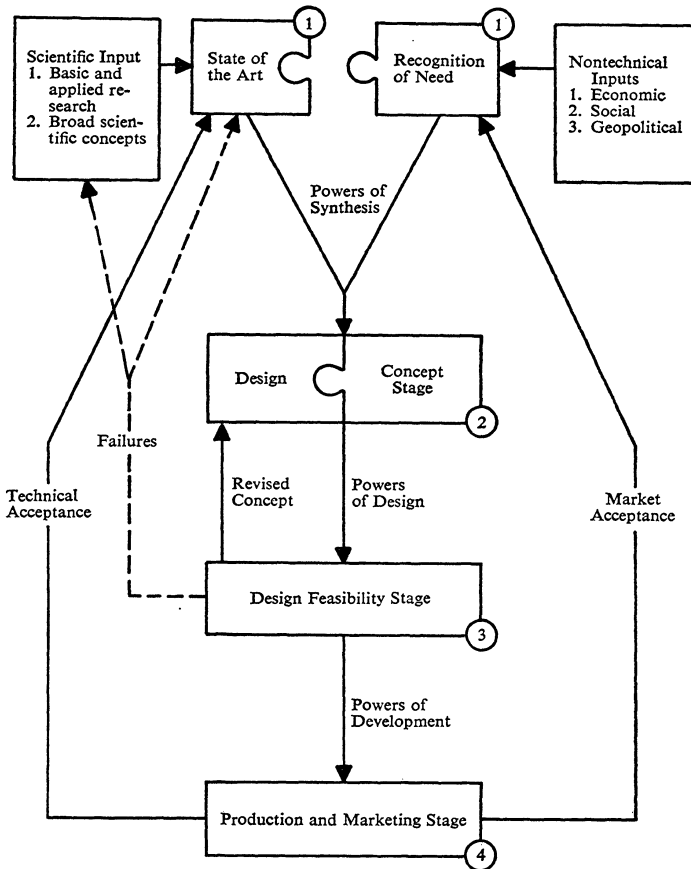 1
1
Scientific Input
1. Basic and
applied re-
search
2. Broad scien-
tific concepts
State of
the Art
Recognition
of Need
Nontechnical
Inputs
1. Economic
2. Social
3. Geopolitical
Powers of
Synthesis
Design
Concept
Stage
2
Failures
Technical
Acceptance
Revised
Concept
Powers
of Design
Market
Acceptance
Design Feasibility Stage
3
Powers of
Development
Production and Marketing Stage
4